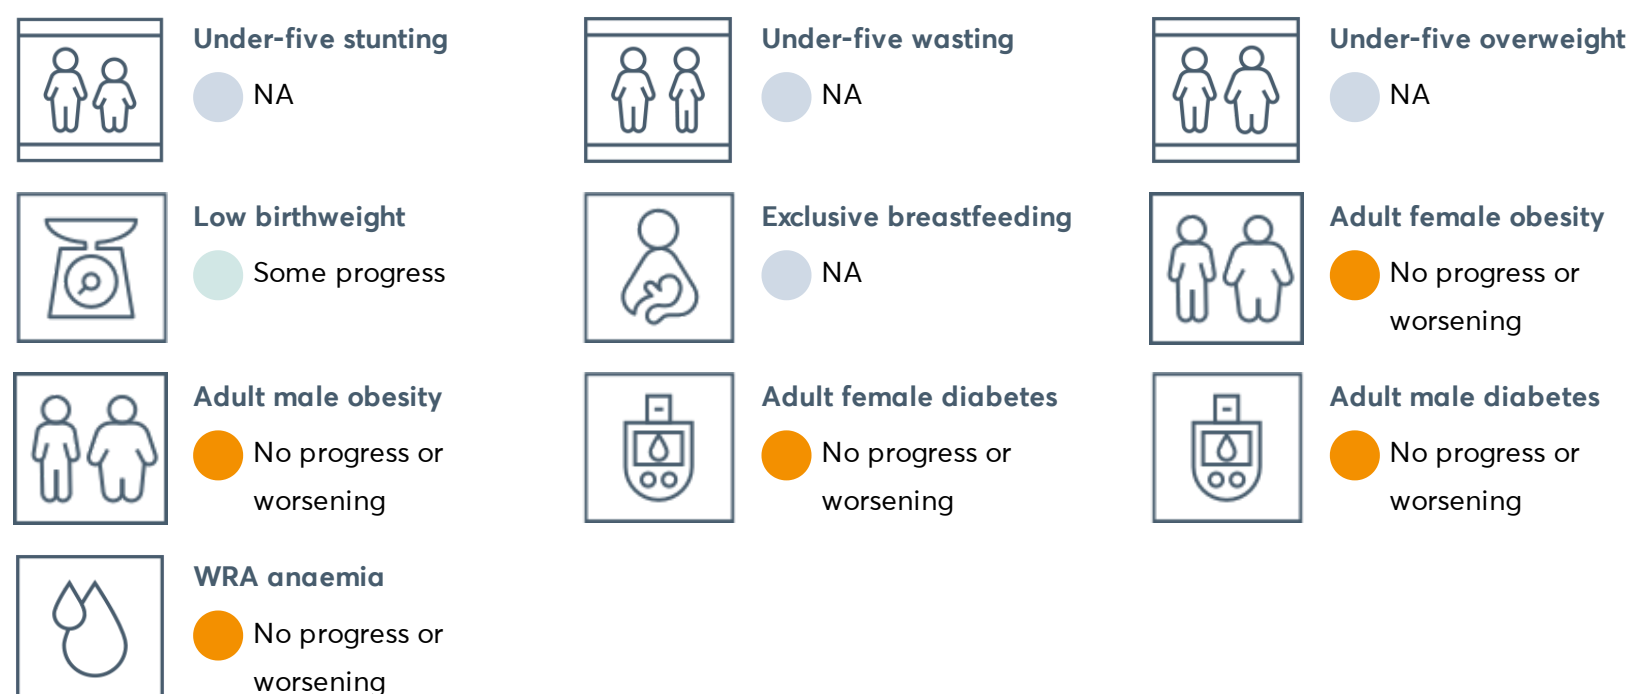 Under-five stunting
NA
Under-five wasting
NA
Under-five overweight
NA
Low birthweight
Some progress
Exclusive breastfeeding
NA
Adult female obesity
No progress or
worsening
Adult male obesity
No progress or
worsening
Adult female diabetes
No progress or
worsening
Adult male diabetes
No progress or
worsening
WRA anaemia
No progress or
worsening